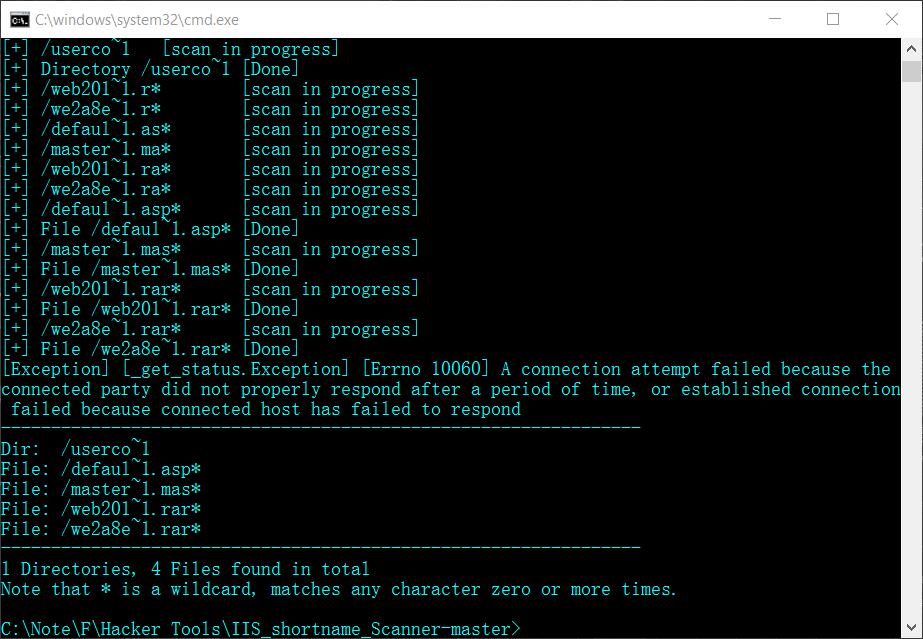 C:\windows\system32\cmd.exe
[+] /userco~1   [scan in progress]
[+] Directory /userco~1 [Done]
[+] /web201~1.r*        [scan in progress]
[+] /we2a8e~1.r*        [scan in progress]
[+] /defaul~1.as*       [scan in progress]
[+] /master~1.ma*       [scan in progress]
[+] /web201~1.ra*       [scan in progress]
[+] /we2a8e~1.ra*       [scan in progress]
[+] /defaul~1.asp*      [scan in progress]
[+] File /defaul~1.asp* [Done]
[+] /master~1.mas*      [scan in progress]
[+] File /master~1.mas* [Done]
[+] /web201~1.rar*      [scan in progress]
[+] File /web201~1.rar* [Done]
[+] /we2a8e~1.rar*      [scan in progress]
[+] File /we2a8e~1.rar* [Done]
[Exception] [_get_status.Exception] [Errno 10060] A connection attempt failed because the
connected party did not properly respond after a period of time, or established connection
 failed because connected host has failed to respond
----------------------------------------------------------------
Dir:  /userco~1
File: /defaul~1.asp*
File: /master~1.mas*
File: /web201~1.rar*
File: /we2a8e~1.rar*
----------------------------------------------------------------
1 Directories, 4 Files found in total
Note that * is a wildcard, matches any character zero or more times.
C:\Note\F\Hacker Tools\IIS_shortname_Scanner-master>